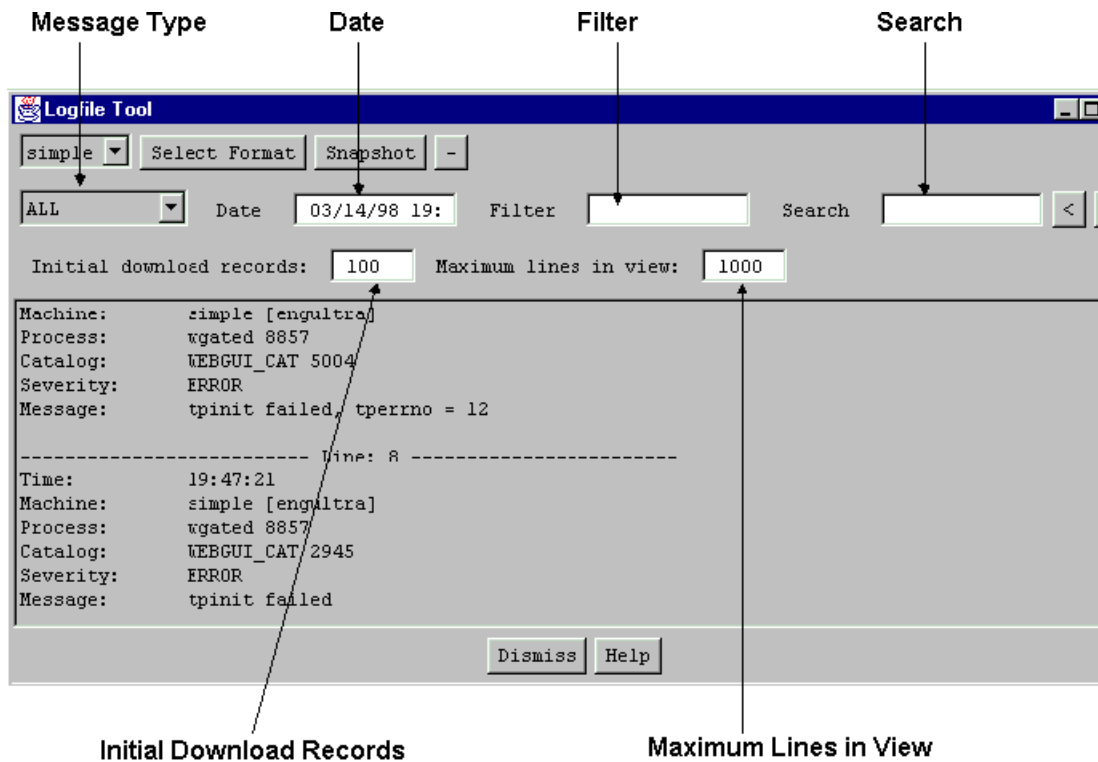 Message Type Date Filter Search
Logfile Tool
simple Select Format Snapshot -
ALL Date 03/14/98 19: Filter Search <
Initial download records: 100 Maximum lines in view: 1000
Machine: simple [engultra]
Process: wgated 8857
Catalog: WEBGUI_CAT 5004
Severity: ERROR
Message: tpinit failed, tperrno = 12
-------------------------- Line: 8 ------------------------
Time: 19:47:21
Machine: simple [engultra]
Process: wgated 8857
Catalog: WEBGUI_CAT 2945
Severity: ERROR
Message: tpinit failed
Dismiss Help
Initial Download Records Maximum Lines in View